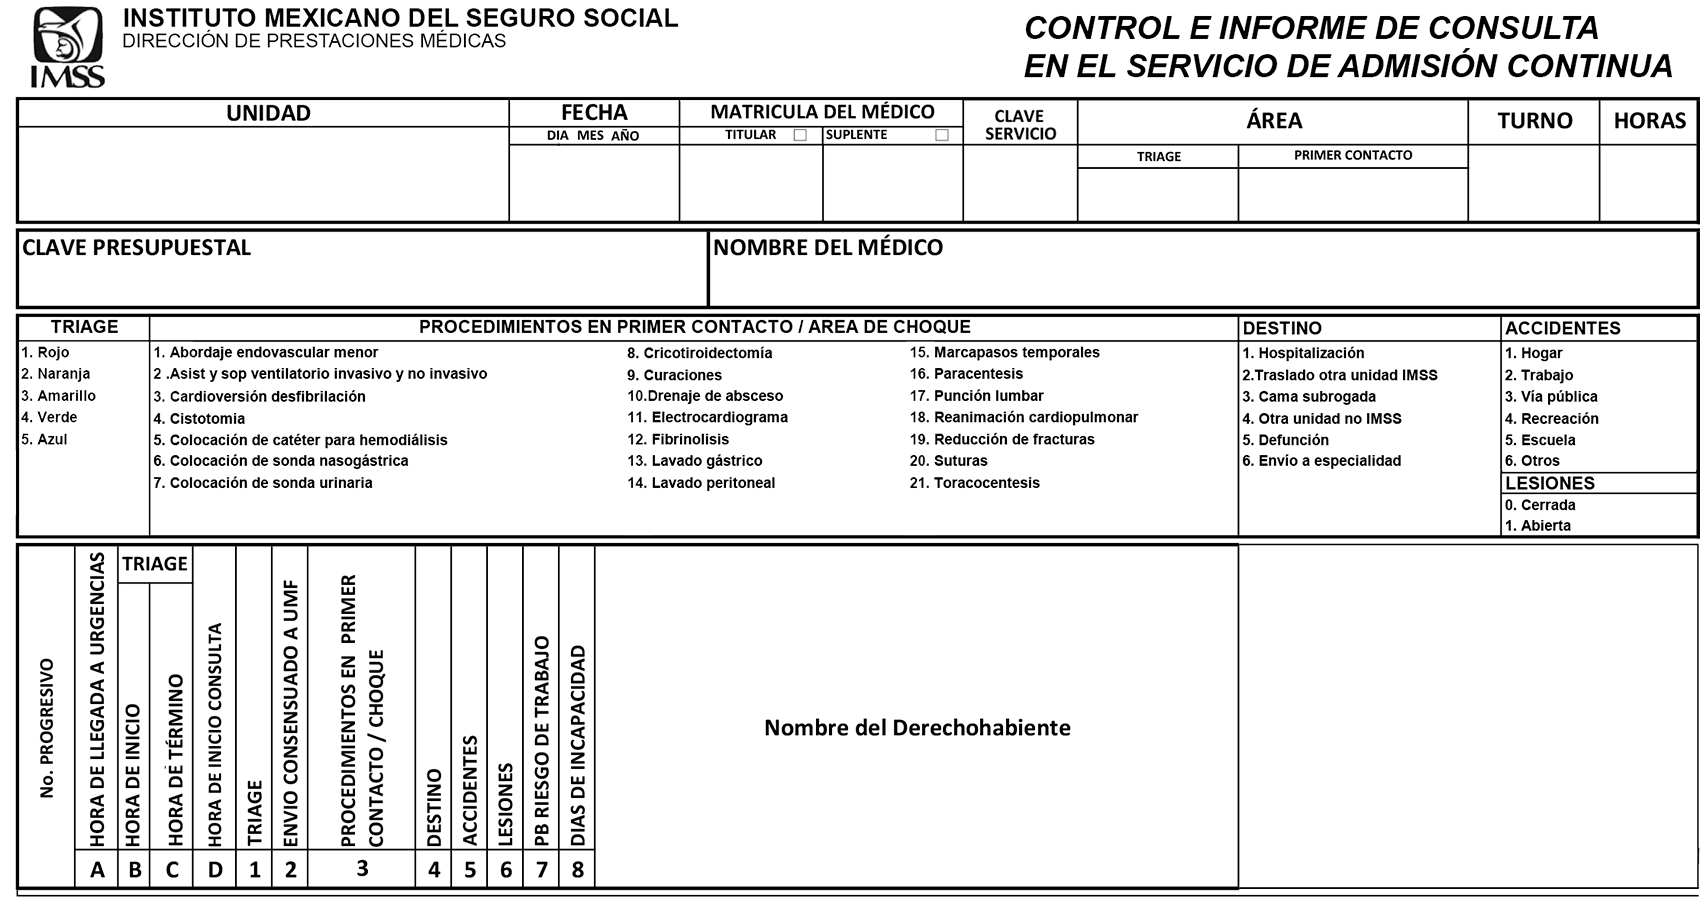 INSTITUTO MEXICANO DEL SEGURO SOCIAL
DIRECCIÓN DE PRESTACIONES MÉDICAS
IMSS
CONTROL E INFORME DE CONSULTA
EN EL SERVICIO DE ADMISIÓN CONTINUA
UNIDAD
FECHA
DIA MES AÑO
MATRICULA DEL MÉDICO
TITULAR
SUPLENTE
CLAVE
SERVICIO
ÁREA
TRIAGE
PRIMER CONTACTO
TURNO
HORAS
CLAVE PRESUPUESTAL
NOMBRE DEL MÉDICO
TRIAGE
1. Rojo
2. Naranja
3. Amarillo
4. Verde
5. Azul
PROCEDIMIENTOS EN PRIMER CONTACTO / AREA DE CHOQUE
1. Abordaje endovascular menor
2 .Asist y sop ventilatorio invasivo y no invasivo
3. Cardioversión desfibrilación
4. Cistotomia
5. Colocación de catéter para hemodiálisis
6. Colocación de sonda nasogástrica
7. Colocación de sonda urinaria
8. Cricotiroidectomía
9. Curaciones
10.Drenaje de absceso
11. Electrocardiograma
12. Fibrinolisis
13. Lavado gástrico
14. Lavado peritoneal
15. Marcapasos temporales
16. Paracentesis
17. Punción lumbar
18. Reanimación cardiopulmonar
19. Reducción de fracturas
20. Suturas
21. Toracocentesis
DESTINO
1. Hospitalización
2.Traslado otra unidad IMSS
3. Cama subrogada
4. Otra unidad no IMSS
5. Defunción
6. Envío a especialidad
ACCIDENTES
1. Hogar
2. Trabajo
3. Vía pública
4. Recreación
5. Escuela
6. Otros
LESIONES
0. Cerrada
1. Abierta
No. PROGRESIVO
HORA DE LLEGADA A URGENCIAS
A
TRIAGE
HORA DE INICIO
B
HORA DE TÉRMINO
C
HORA DE INICIO CONSULTA
D
TRIAGE
1
ENVIO CONSENSUADO A UMF
2
PROCEDIMIENTOS EN PRIMER
CONTACTO / CHOQUE
3
DESTINO
4
ACCIDENTES
5
LESIONES
6
PB RIESGO DE TRABAJO
7
DIAS DE INCAPACIDAD
8
Nombre del Derechohabiente